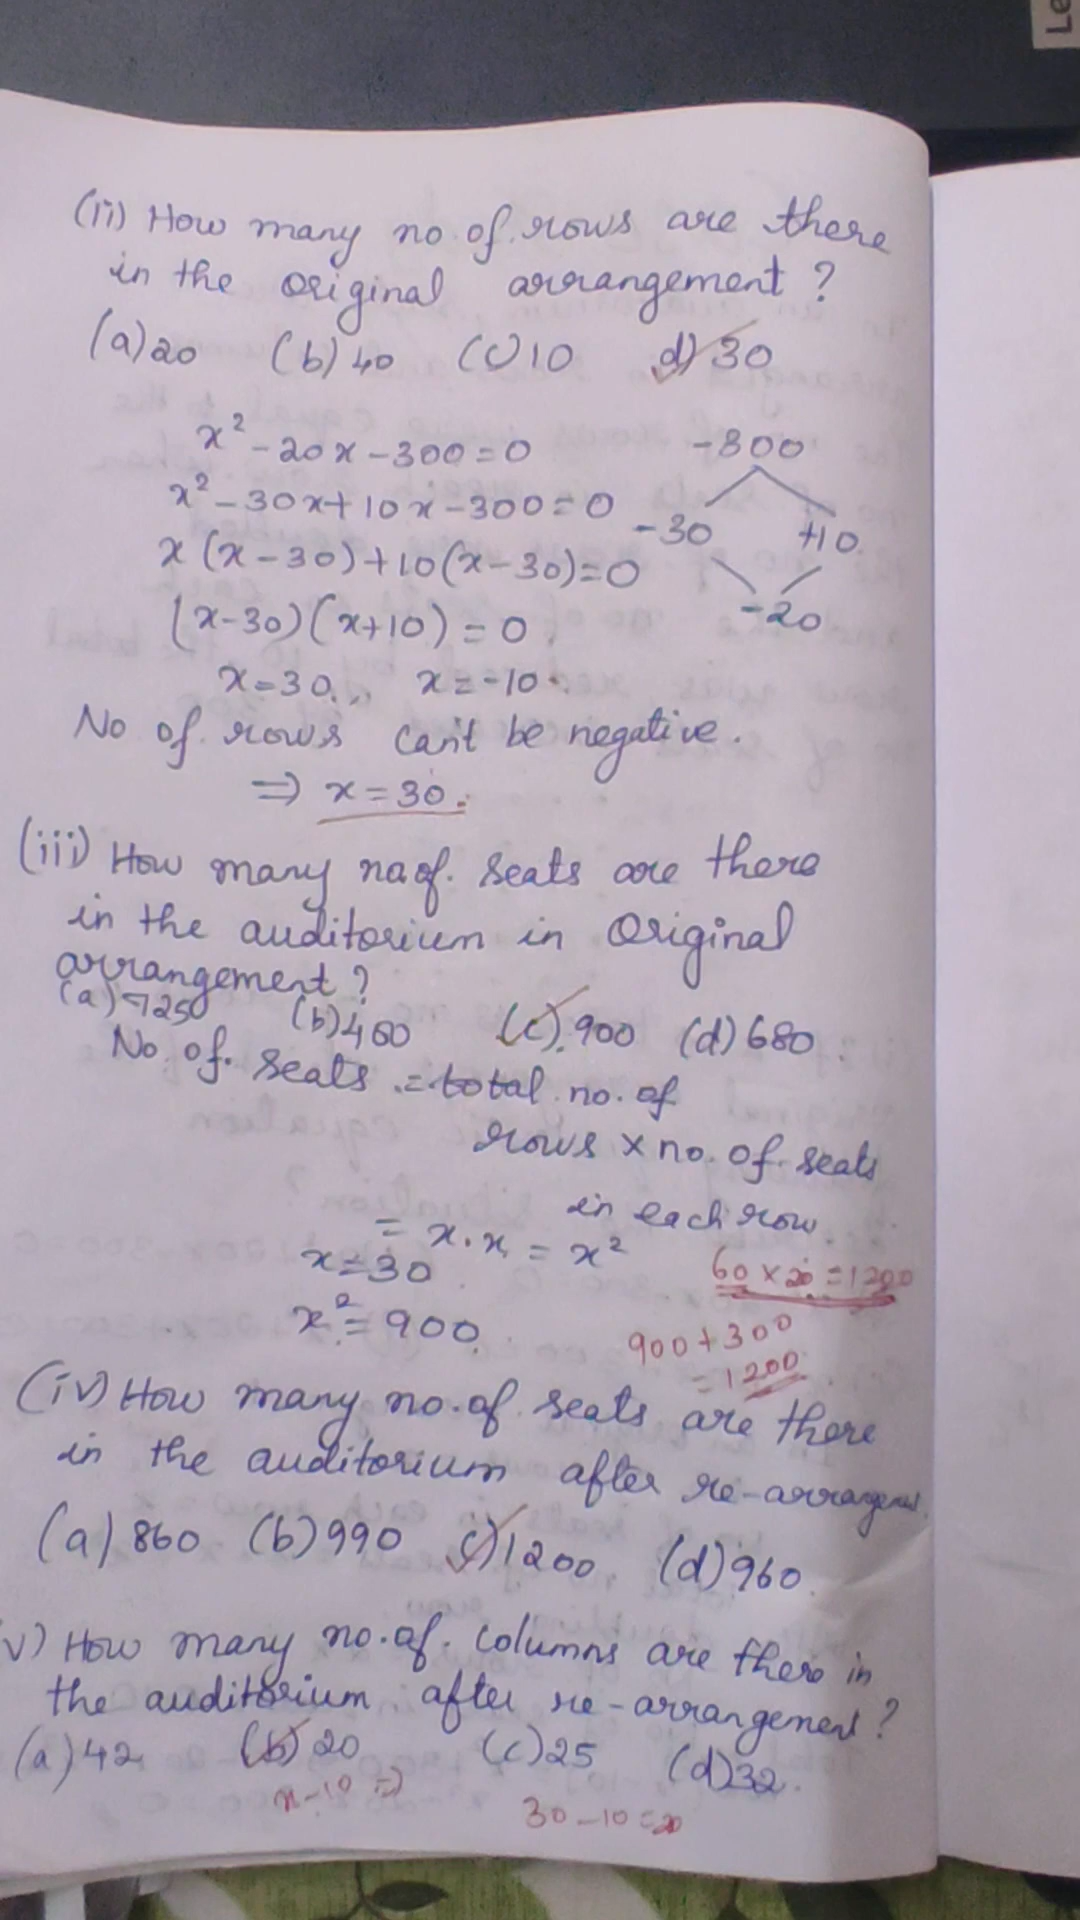 (ii) How many no of. rows are there
in the original arrangement?
(a) 20 (b) 40 (c) 10 d) 30
x² - 20x - 300 = 0
-300
x² - 30x + 10x - 300 = 0
-30 +10
x (x - 30) + 10 (x - 30) = 0
-20
(x - 30) (x + 10) = 0
x = 30, x = -10
No of. rows can't be negative.
⇒ x = 30.
(iii) How many no of. seats are there
in the auditorium in original
arrangement?
(a) 725 (b) 460 (c) 900 (d) 680
No. of. seats = total no. of
rows × no. of. seats
in each row
= x . x = x²
x = 30
60 × 20 = 1200
x² = 900
900 + 300
= 1200
(iv) How many no. of seats are there
in the auditorium after
(a) 860 (b) 990 c) 1200 (d) 960
v) How many no. of. columns are there in
the auditorium after re-arrangement?
(a) 42 (b) 20 (c) 25 (d) 32.
x - 10 ⇒
30 - 10 = 20